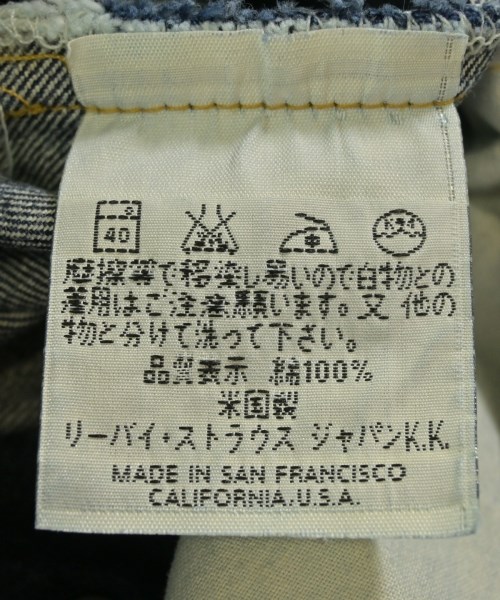 40 中
摩擦等で移染し易いので白物との
着用はご注意願います。又 他の
物と分けて洗って下さい。
品質表示 綿100%
米国製
リーバイ・ストラウス ジャパンK.K.
MADE IN SAN FRANCISCO
CALIFORNIA.U.S.A.